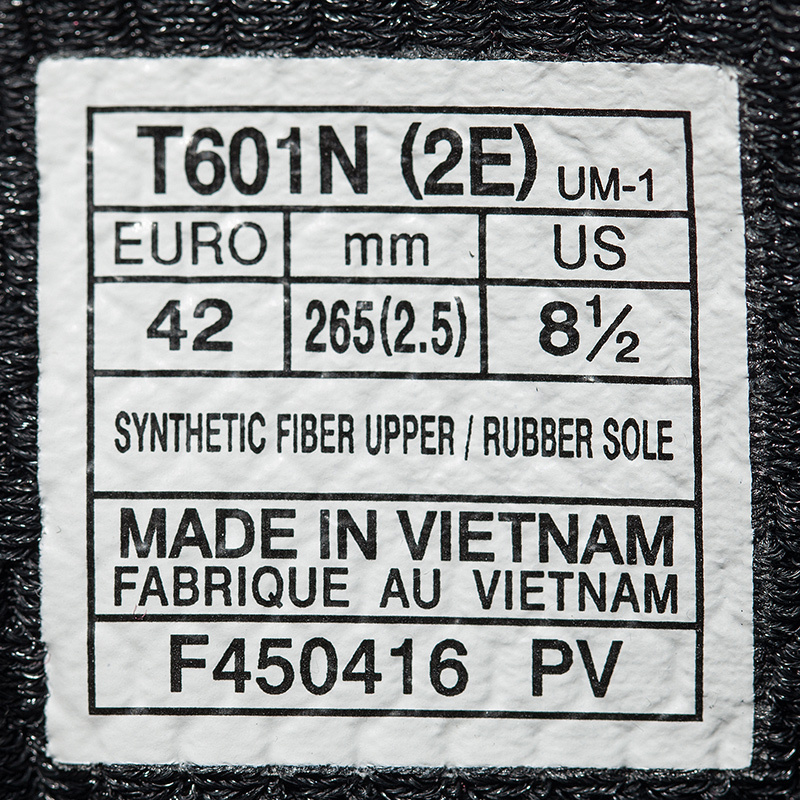 T601N (2E) UM-1
EURO mm US
42 265(2.5) 8½
SYNTHETIC FIBER UPPER / RUBBER SOLE
MADE IN VIETNAM
FABRIQUE AU VIETNAM
F450416 PV